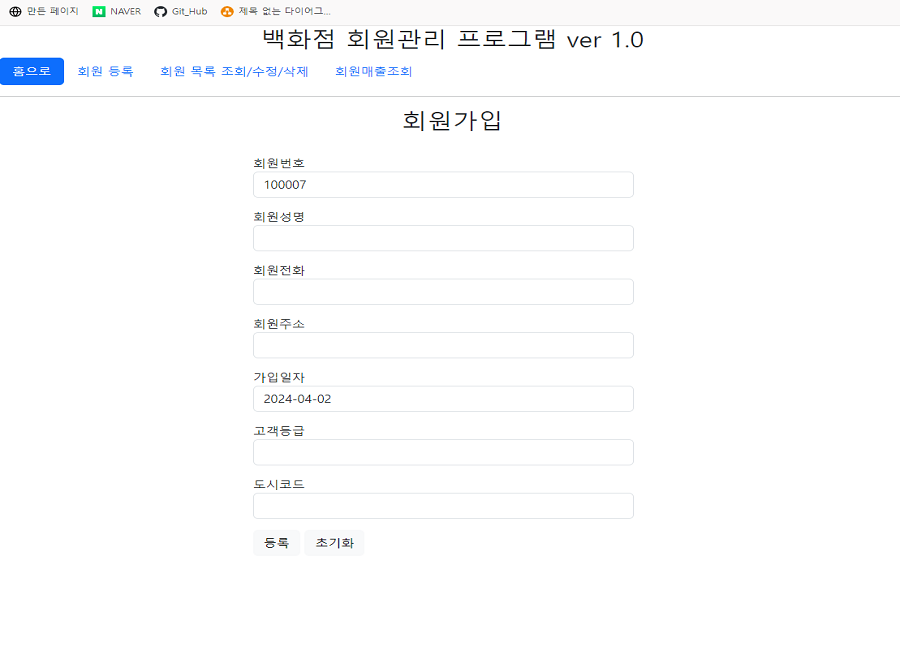 만든 페이지 NAVER Git_Hub 제목 없는 다이어그...
백화점 회원관리 프로그램 ver 1.0
홈으로 회원 등록 회원 목록 조회/수정/삭제 회원매출조회
회원가입
회원번호
100007
회원성명
회원전화
회원주소
가입일자
2024-04-02
고객등급
도시코드
등록 초기화